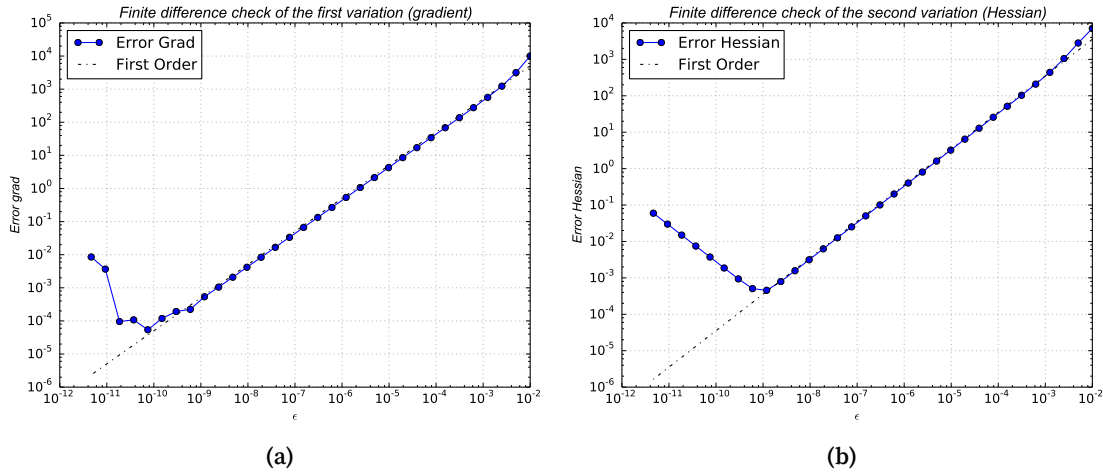 Finite difference check of the first variation (gradient)
Error Grad
First Order
10^5
10^4
10^3
10^2
10^1
10^0
10^-1
10^-2
10^-3
10^-4
10^-5
10^-6
Error grad
10^-12 10^-11 10^-10 10^-9 10^-8 10^-7 10^-6 10^-5 10^-4 10^-3 10^-2
ϵ
(a)
Finite difference check of the second variation (Hessian)
Error Hessian
First Order
10^4
10^3
10^2
10^1
10^0
10^-1
10^-2
10^-3
10^-4
10^-5
10^-6
Error Hessian
10^-12 10^-11 10^-10 10^-9 10^-8 10^-7 10^-6 10^-5 10^-4 10^-3 10^-2
ϵ
(b)